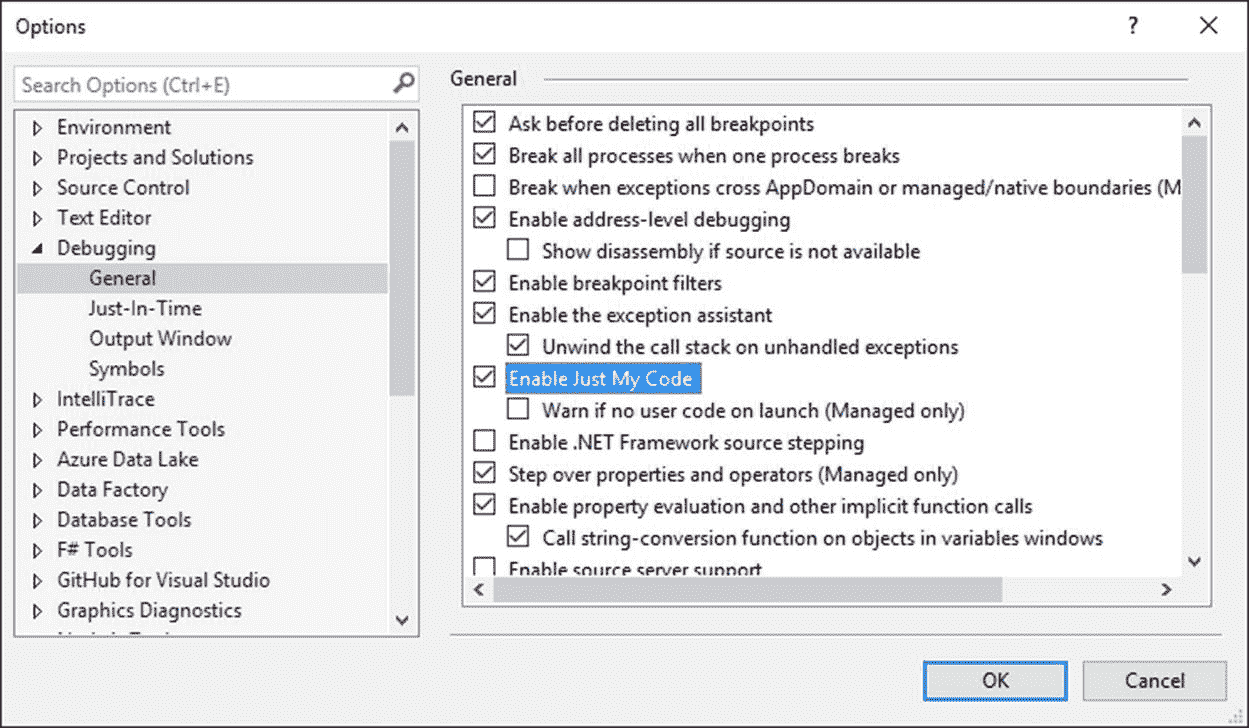 Options
?
Search Options (Ctrl+E)
Environment
Projects and Solutions
Source Control
Text Editor
Debugging
General
Just-In-Time
Output Window
Symbols
IntelliTrace
Performance Tools
Azure Data Lake
Data Factory
Database Tools
F# Tools
GitHub for Visual Studio
Graphics Diagnostics
General
Ask before deleting all breakpoints
Break all processes when one process breaks
Break when exceptions cross AppDomain or managed/native boundaries (M
Enable address-level debugging
Show disassembly if source is not available
Enable breakpoint filters
Enable the exception assistant
Unwind the call stack on unhandled exceptions
Enable Just My Code
Warn if no user code on launch (Managed only)
Enable .NET Framework source stepping
Step over properties and operators (Managed only)
Enable property evaluation and other implicit function calls
Call string-conversion function on objects in variables windows
Enable source server support
OK
Cancel